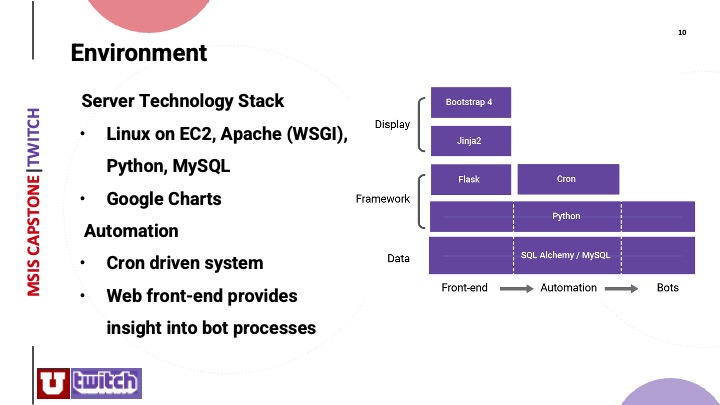 10
Environment
Server Technology Stack
• Linux on EC2, Apache (WSGI),
Python, MySQL
• Google Charts
Automation
• Cron driven system
• Web front-end provides
insight into bot processes
MSIS CAPSTONE|TWITCH
Display
Bootstrap 4
Jinja2
Framework
Flask
Cron
Python
Data
SQL Alchemy / MySQL
Front-end
Automation
Bots
U
twitch